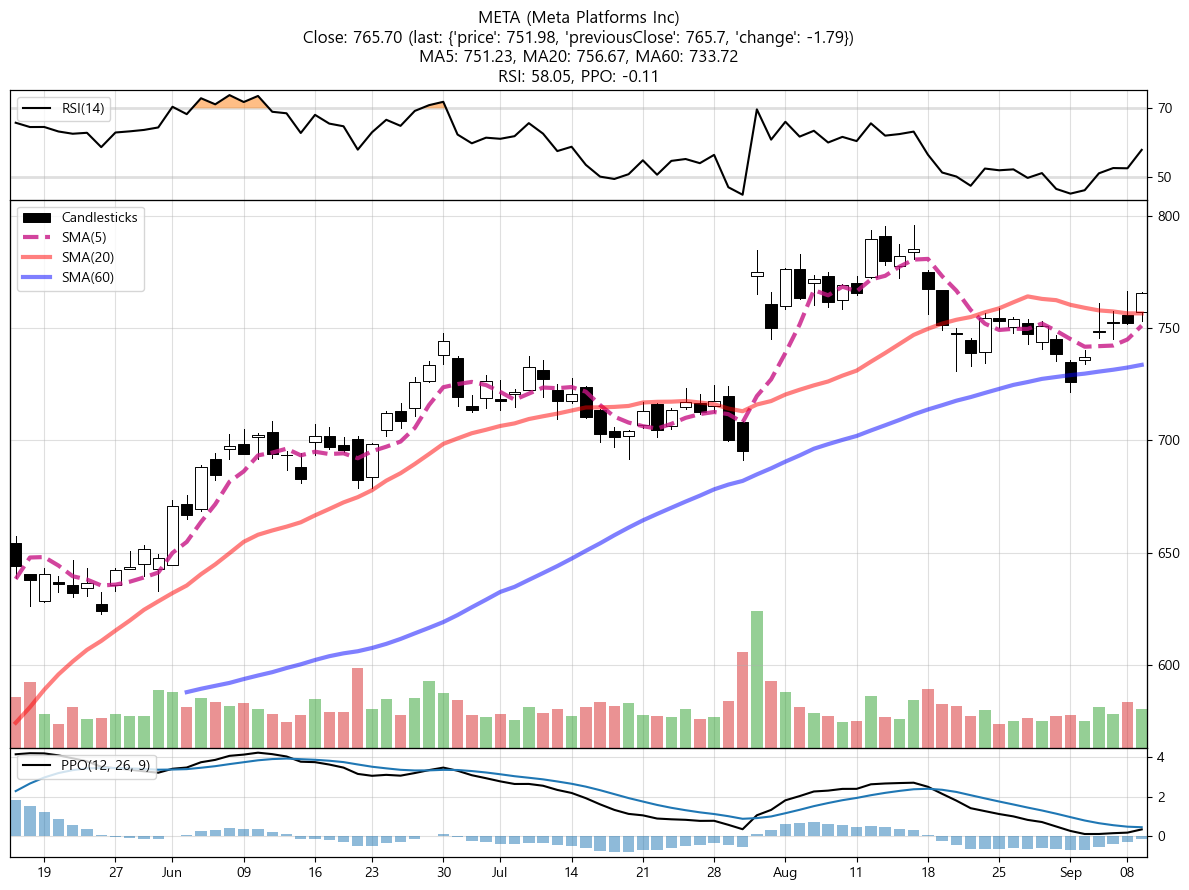 META (Meta Platforms Inc)
Close: 765.70 (last: {'price': 751.98, 'previousClose': 765.7, 'change': -1.79})
MA5: 751.23, MA20: 756.67, MA60: 733.72
RSI: 58.05, PPO: -0.11
RSI(14)
70
50
Candlesticks
SMA(5)
SMA(20)
SMA(60)
800
750
700
650
600
PPO(12, 26, 9)
4
2
0
19 27 Jun 09 16 23 30 Jul 14 21 28 Aug 11 18 25 Sep 08